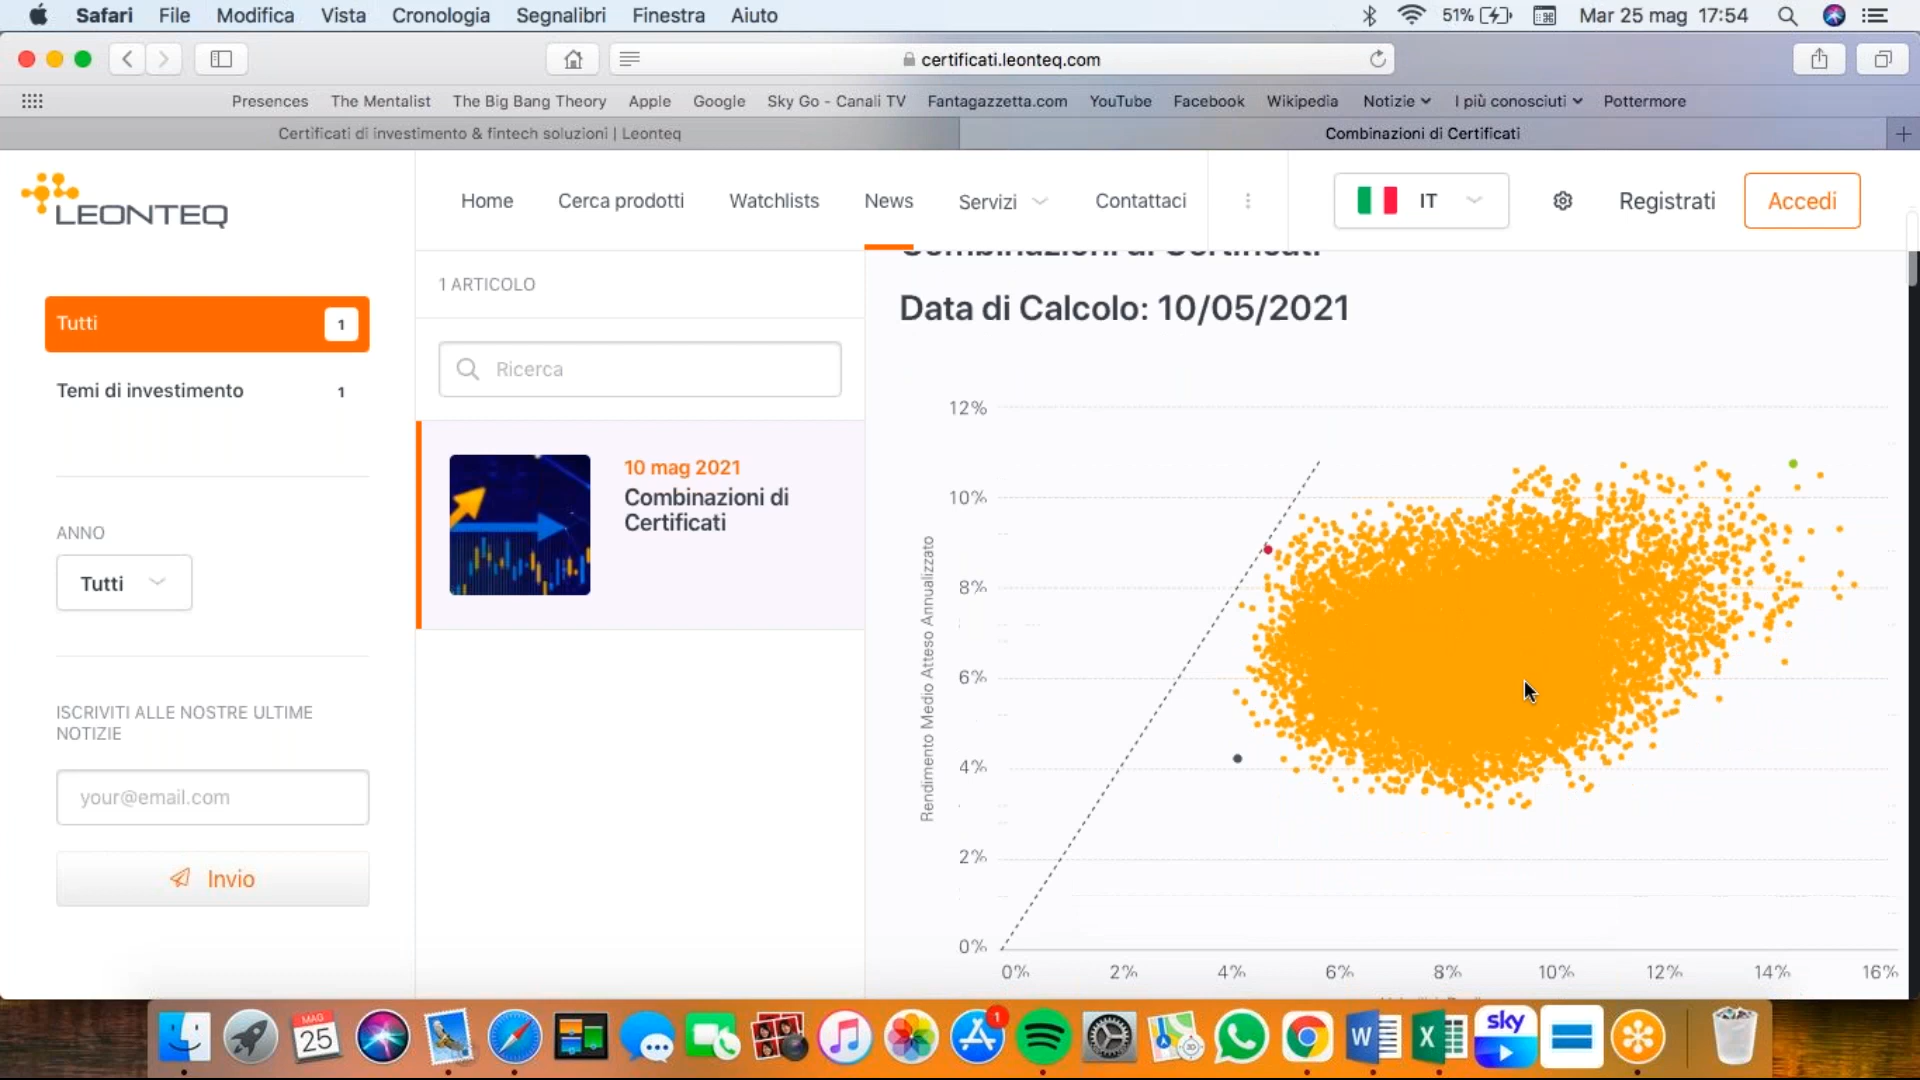 Safari File Modifica Vista Cronologia Segnalibri Finestra Aiuto 51% Mar 25 mag 17:54
certificati.leonteq.com
Presences The Mentalist The Big Bang Theory Apple Google Sky Go - Canali TV Fantagazzetta.com YouTube Facebook Wikipedia Notizie I più conosciuti Pottermore
Certificati di investimento & fintech soluzioni | Leonteq Combinazioni di Certificati
LEONTEQ
Home Cerca prodotti Watchlists News Servizi Contattaci IT Registrati Accedi
Tutti 1
Temi di investimento 1
ANNO
Tutti
ISCRIVITI ALLE NOSTRE ULTIME
NOTIZIE
your@email.com
Invio
1 ARTICOLO
Ricerca
10 mag 2021
Combinazioni di
Certificati
Combinazioni di Certificati
Data di Calcolo: 10/05/2021
Rendimento Medio Atteso Annualizzato
12%
10%
8%
6%
4%
2%
0%
0% 2% 4% 6% 8% 10% 12% 14% 16%
MAG
25
1
W
X
sky